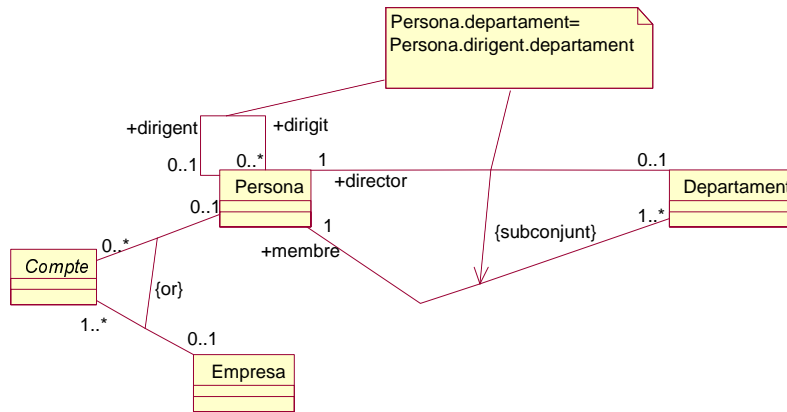 Persona.departament=
Persona.dirigent.departament
+dirigent
+dirigit
0..1
0..*
1
0..1
+director
Persona
Departament
0..1
1
1..*
+membre
{subconjunt}
0..*
Compte
{or}
1..*
0..1
Empresa